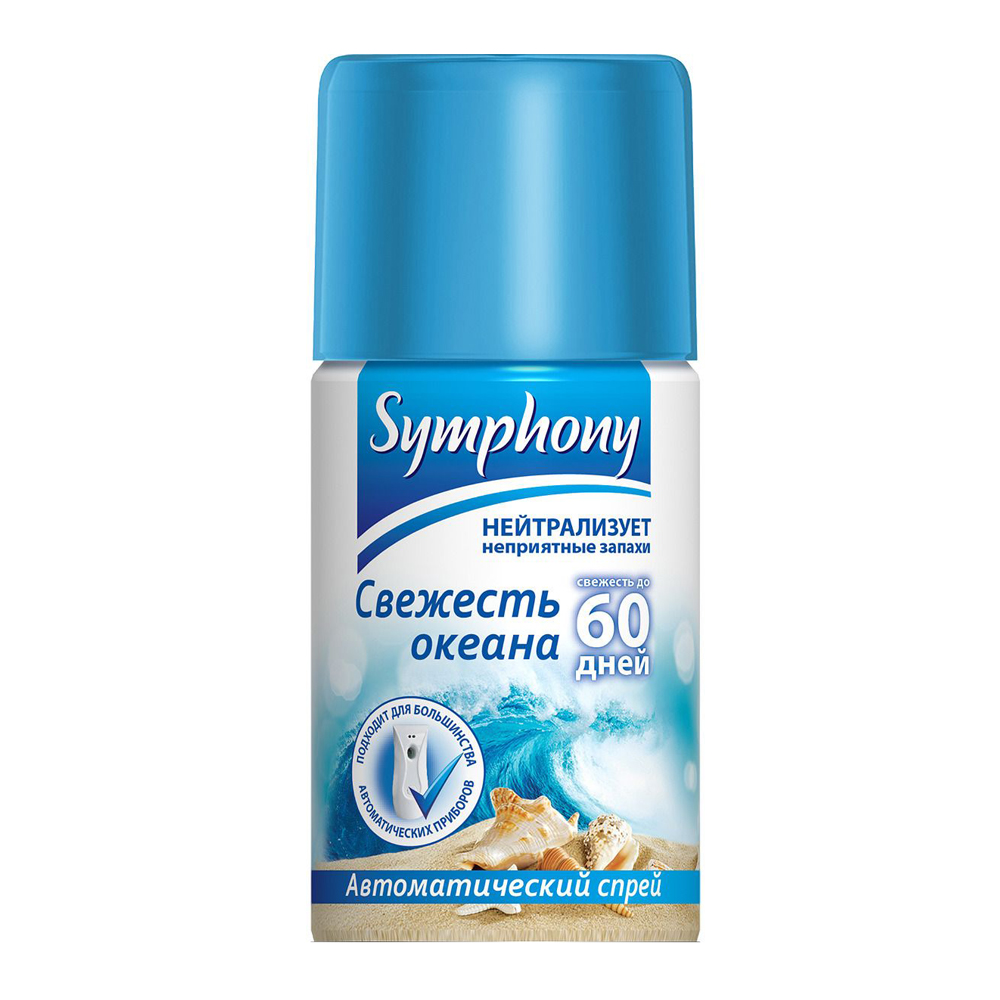 Symphony
НЕЙТРАЛИЗУЕТ
неприятные запахи
Свежесть
океана
свежесть до
60
дней
ПОДХОДИТ ДЛЯ БОЛЬШИНСТВА
АВТОМАТИЧЕСКИХ ПРИБОРОВ
Автоматический спрей